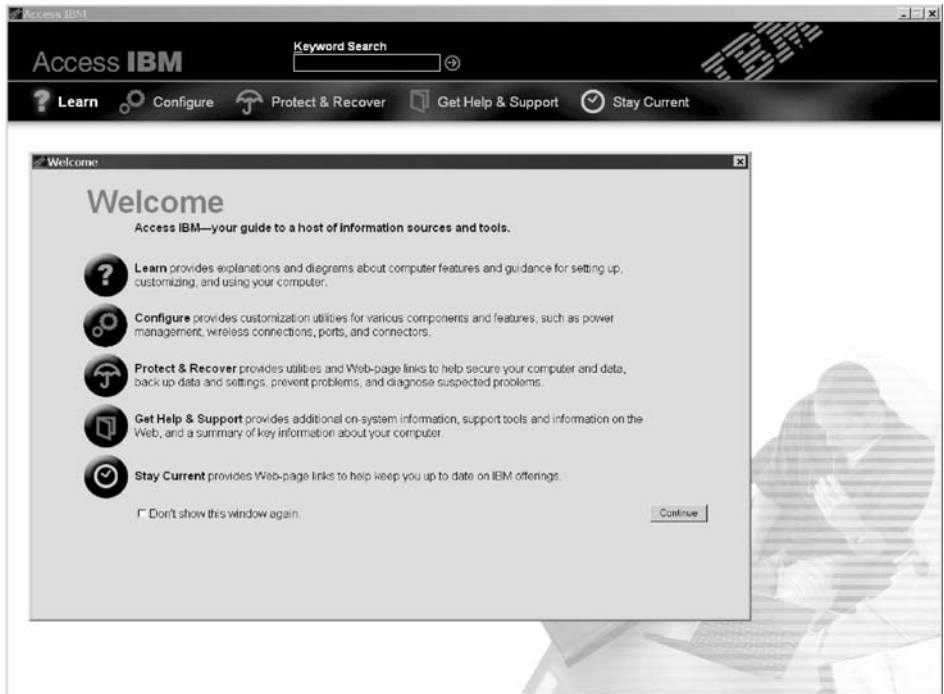 Access IBM
Keyword Search
Access IBM
IBM
Learn Configure Protect & Recover Get Help & Support Stay Current
Welcome
Welcome
Access IBM—your guide to a host of information sources and tools.
Learn provides explanations and diagrams about computer features and guidance for setting up,
customizing, and using your computer.
Configure provides customization utilities for various components and features, such as power
management, wireless connections, ports, and connectors.
Protect & Recover provides utilities and Web-page links to help secure your computer and data,
back up data and settings, prevent problems, and diagnose suspected problems.
Get Help & Support provides additional on-system information, support tools and information on the
Web, and a summary of key information about your computer.
Stay Current provides Web-page links to help keep you up to date on IBM offerings.
Don't show this window again.
Continue